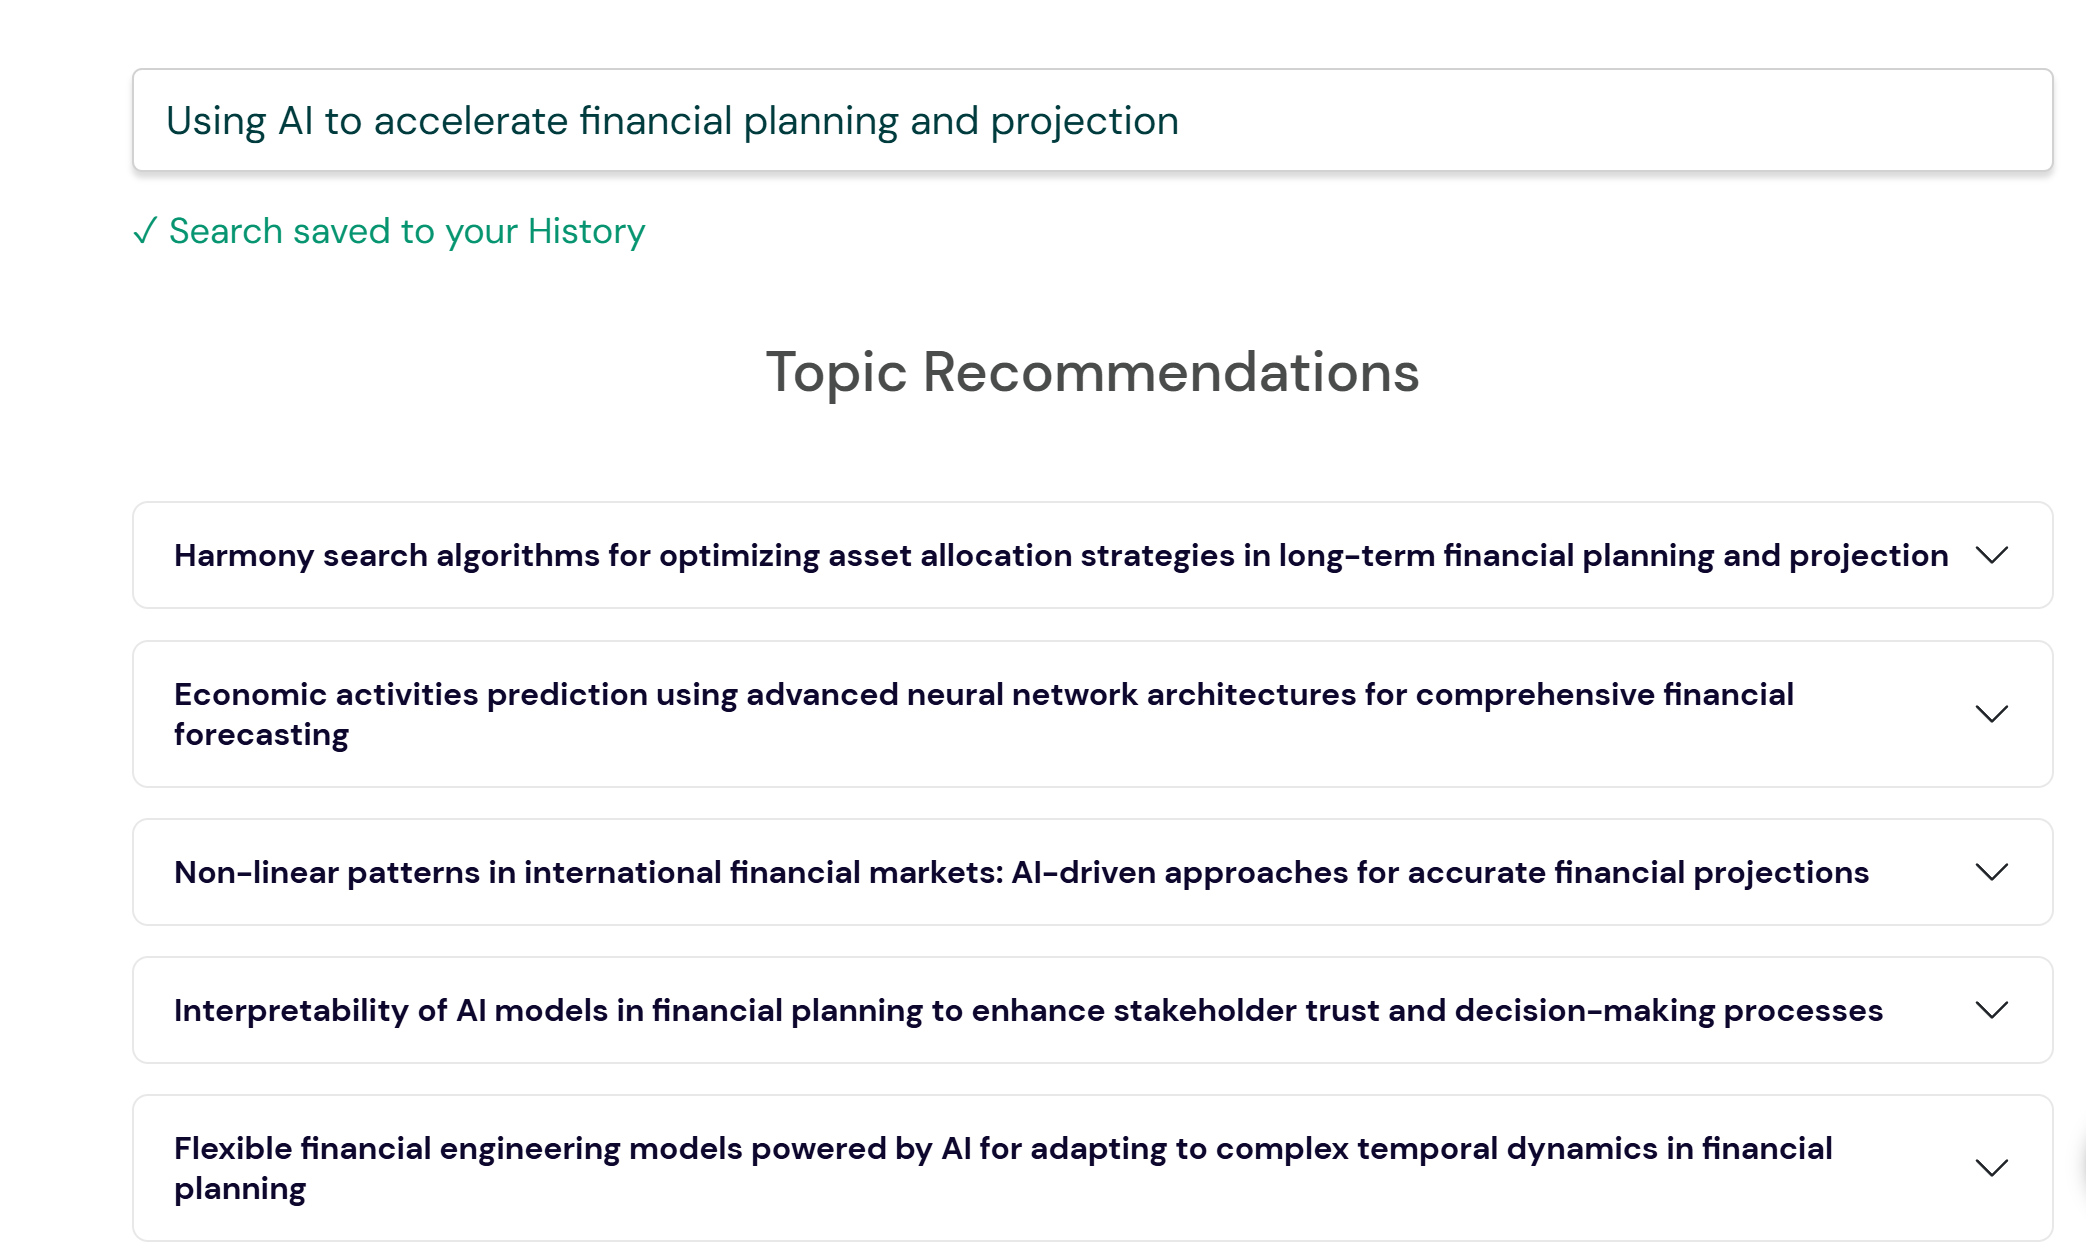 Using AI to accelerate financial planning and projection
✓ Search saved to your History
Topic Recommendations
Harmony search algorithms for optimizing asset allocation strategies in long-term financial planning and projection
Economic activities prediction using advanced neural network architectures for comprehensive financial
forecasting
Non-linear patterns in international financial markets: AI-driven approaches for accurate financial projections
Interpretability of AI models in financial planning to enhance stakeholder trust and decision-making processes
Flexible financial engineering models powered by AI for adapting to complex temporal dynamics in financial
planning